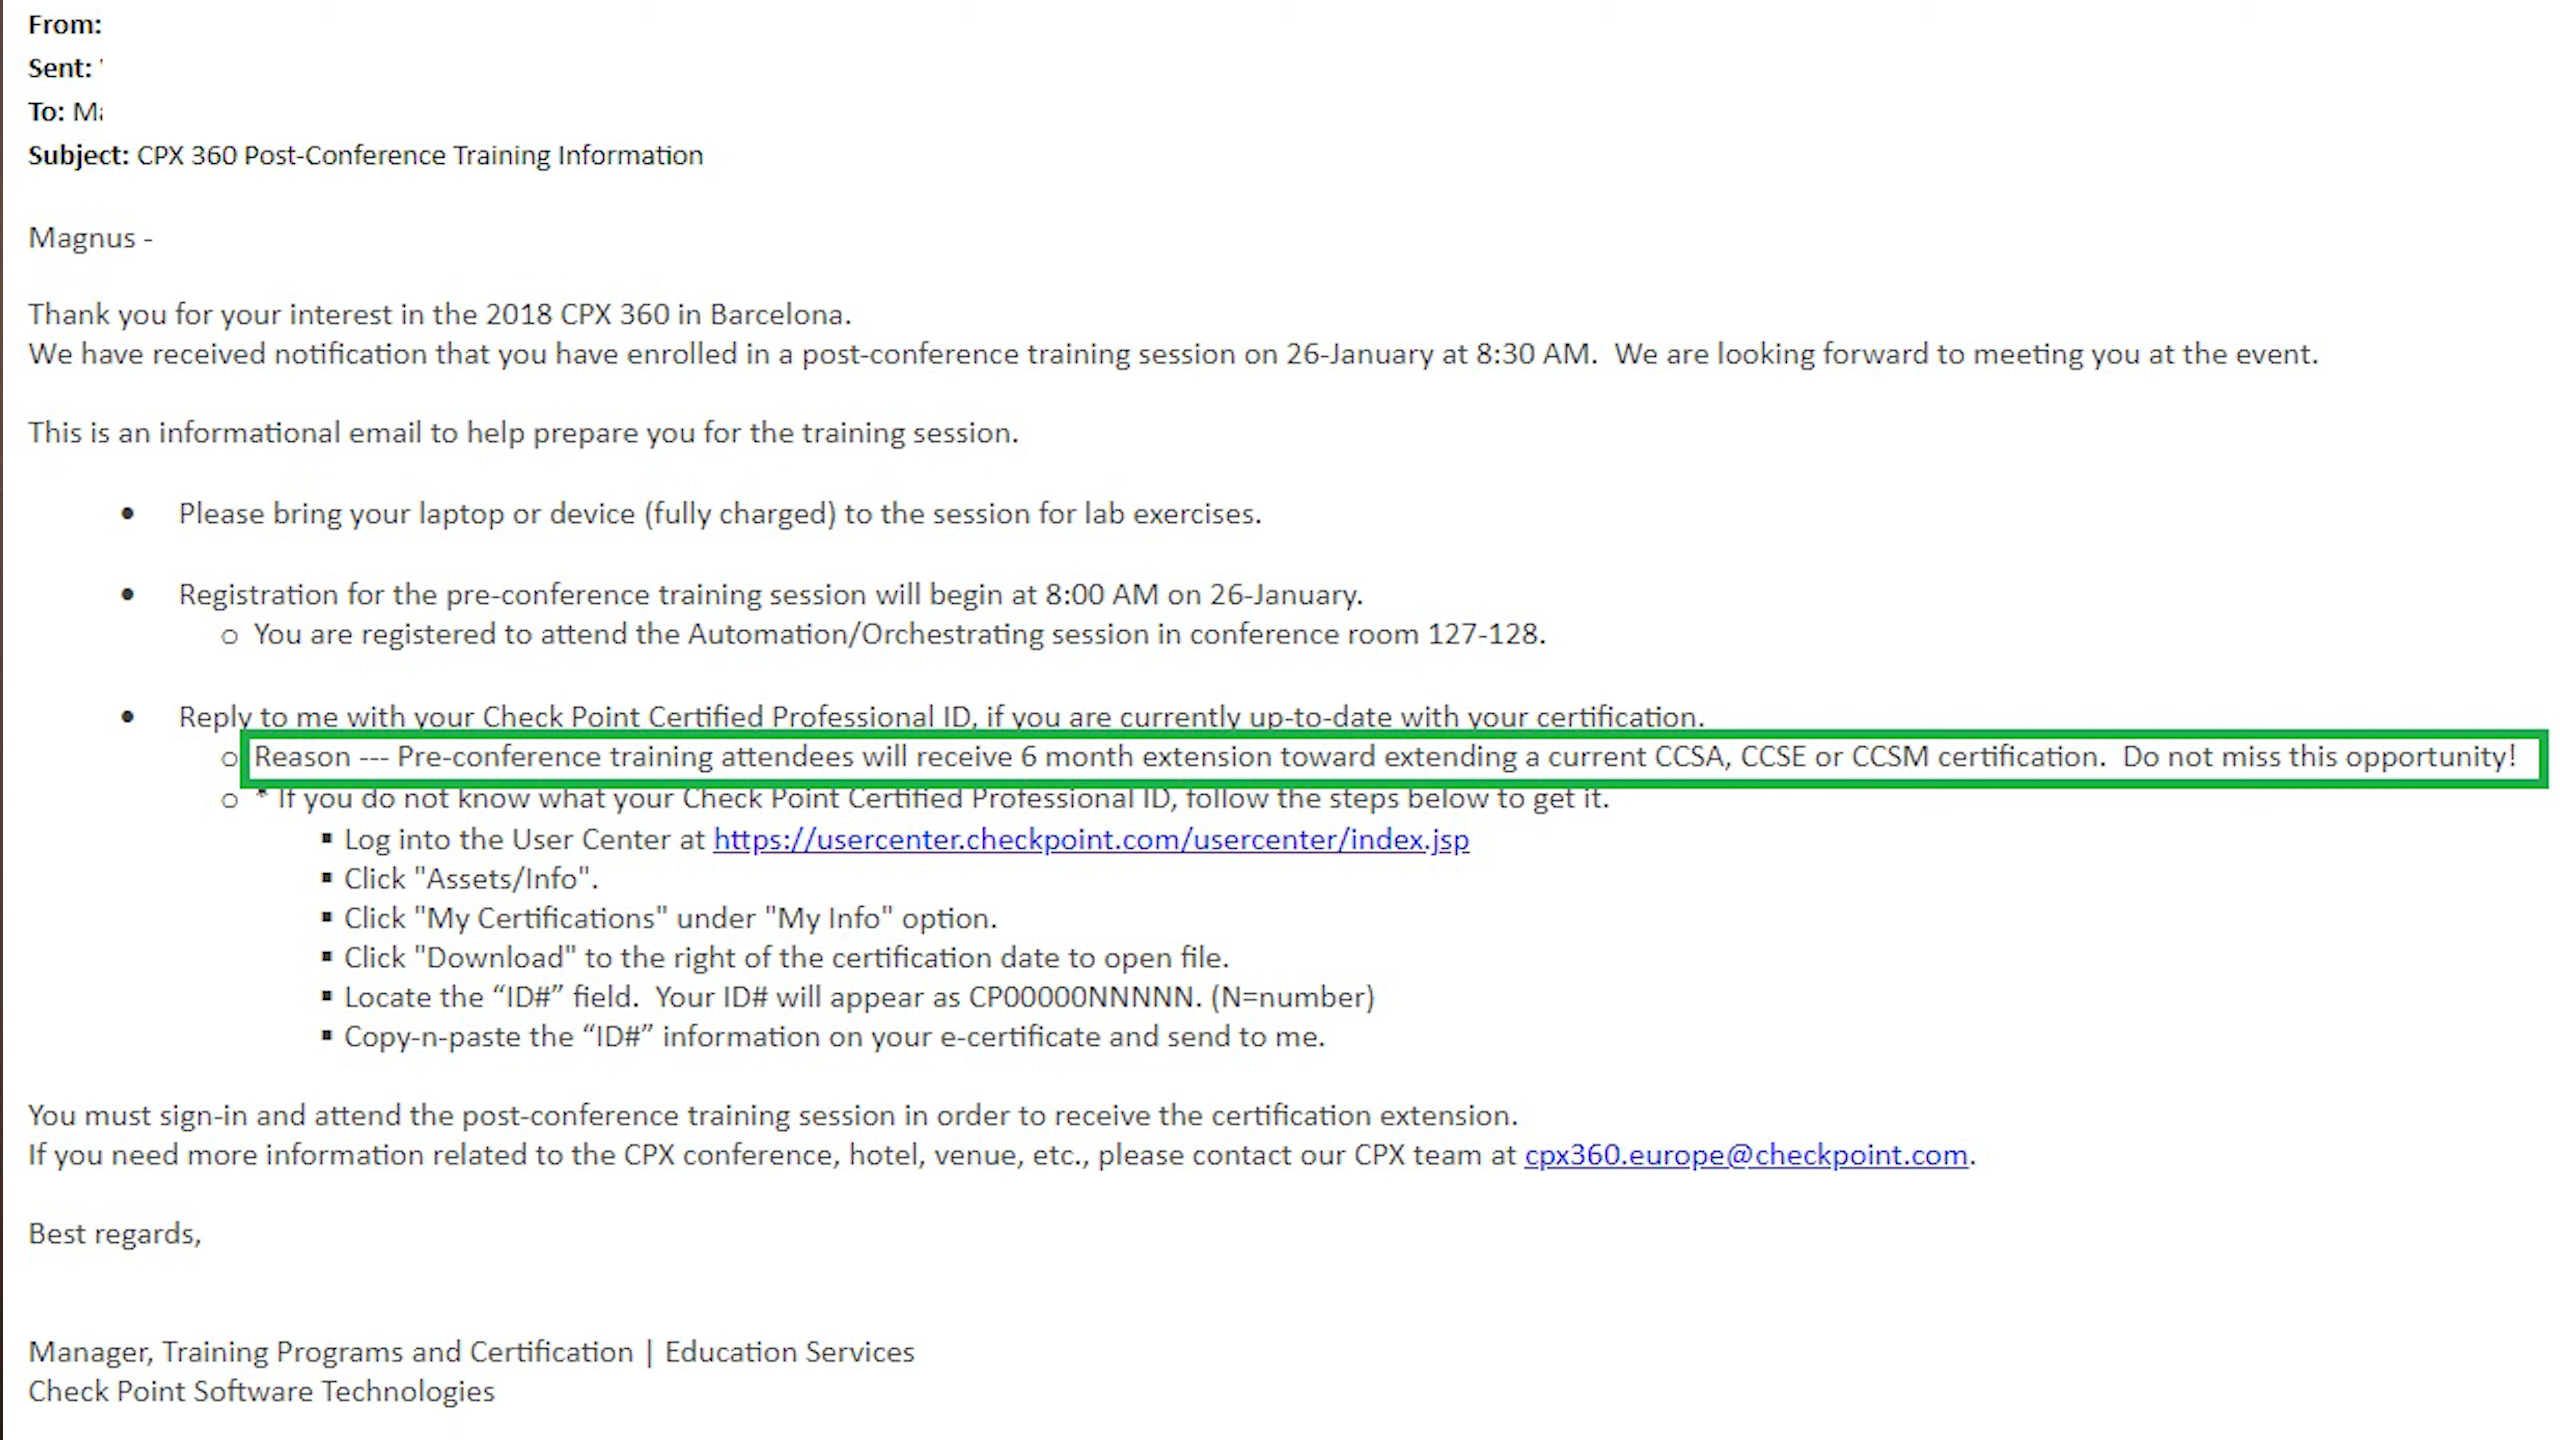 From:
Sent:
To:
Subject: CPX 360 Post-Conference Training Information
Magnus -
Thank you for your interest in the 2018 CPX 360 in Barcelona.
We have received notification that you have enrolled in a post-conference training session on 26-January at 8:30 AM.  We are looking forward to meeting you at the event.
This is an informational email to help prepare you for the training session.
• Please bring your laptop or device (fully charged) to the session for lab exercises.
• Registration for the pre-conference training session will begin at 8:00 AM on 26-January.
o You are registered to attend the Automation/Orchestrating session in conference room 127-128.
• Reply to me with your Check Point Certified Professional ID, if you are currently up-to-date with your certification.
o Reason --- Pre-conference training attendees will receive 6 month extension toward extending a current CCSA, CCSE or CCSM certification.  Do not miss this opportunity!
o * If you do not know what your Check Point Certified Professional ID, follow the steps below to get it.
▪ Log into the User Center at https://usercenter.checkpoint.com/usercenter/index.jsp
▪ Click "Assets/Info".
▪ Click "My Certifications" under "My Info" option.
▪ Click "Download" to the right of the certification date to open file.
▪ Locate the “ID#” field.  Your ID# will appear as CP00000NNNNN. (N=number)
▪ Copy-n-paste the “ID#” information on your e-certificate and send to me.
You must sign-in and attend the post-conference training session in order to receive the certification extension.
If you need more information related to the CPX conference, hotel, venue, etc., please contact our CPX team at cpx360.europe@checkpoint.com.
Best regards,
Manager, Training Programs and Certification | Education Services
Check Point Software Technologies